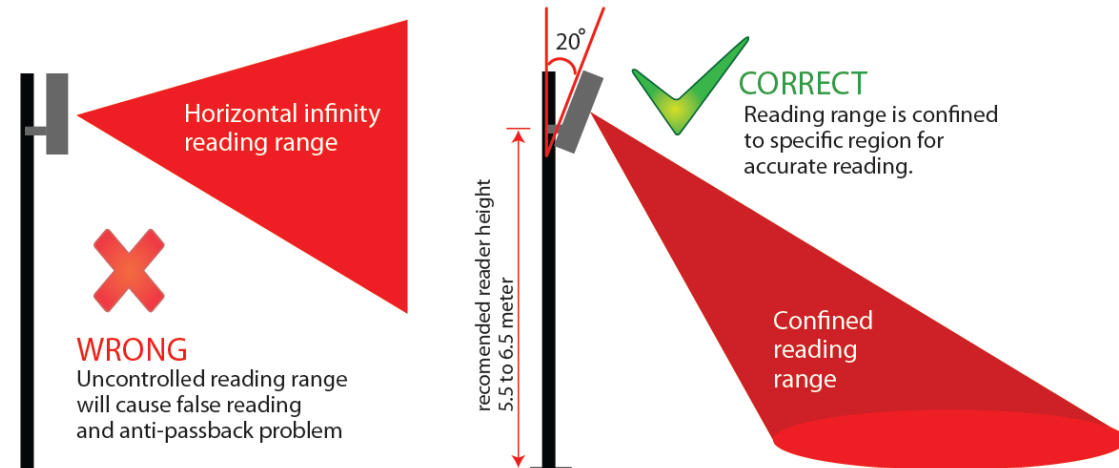 Horizontal infinity
reading range
WRONG
Uncontrolled reading range
will cause false reading
and anti-passback problem
20°
CORRECT
Reading range is confined
to specific region for
accurate reading.
recomended reader height
5.5 to 6.5 meter
Confined
reading
range